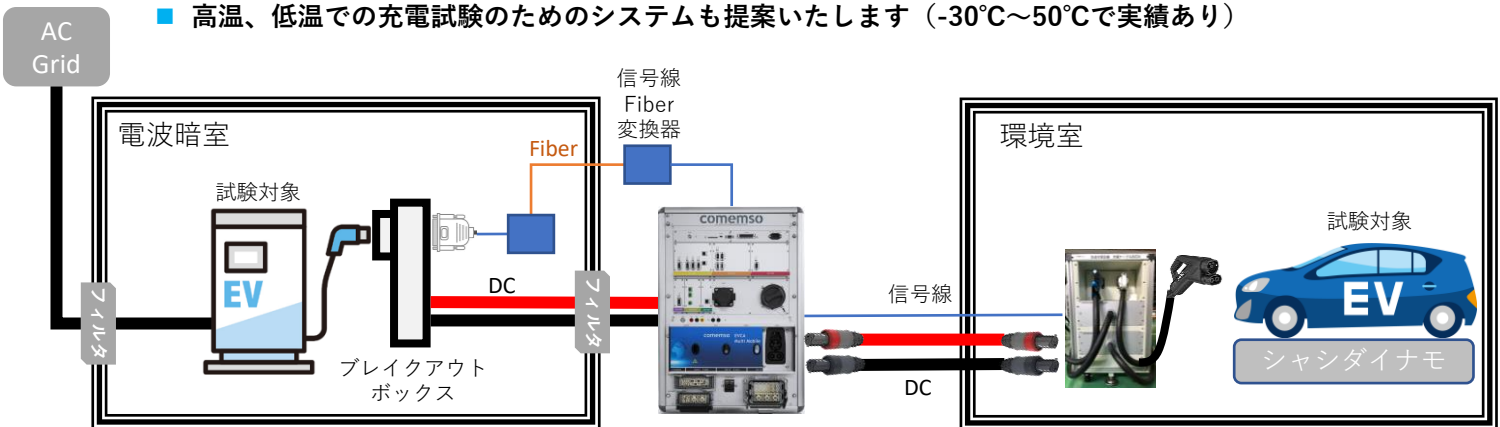 ■ 高温、低温での充電試験のためのシステムも提案いたします（-30℃～50℃で実績あり）
AC
Grid
信号線
Fiber
変換器
電波暗室
Fiber
環境室
試験対象
comemso
試験対象
EV
DC
信号線
EV
フィルタ
フィルタ
comemso
ブレイクアウト
ボックス
DC
シャシダイナモ